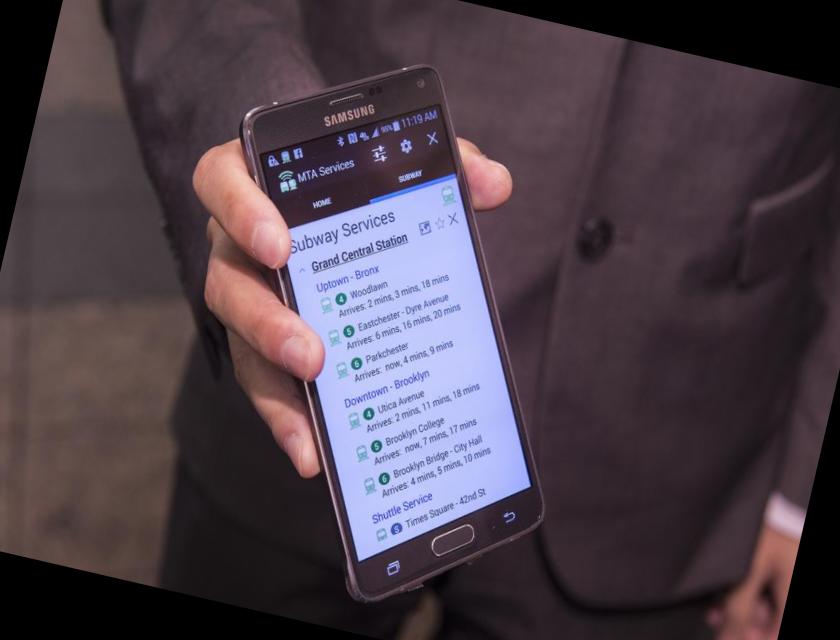 SAMSUNG
98% 11:19 AM
MTA Services
HOME
SUBWAY
Subway Services
Grand Central Station
Uptown - Bronx
4 Woodlawn
Arrives: 2 mins, 3 mins, 18 mins
5 Eastchester - Dyre Avenue
Arrives: 6 mins, 16 mins, 20 mins
6 Parkchester
Arrives: now, 4 mins, 9 mins
Downtown - Brooklyn
4 Utica Avenue
Arrives: 2 mins, 11 mins, 18 mins
5 Brooklyn College
Arrives: now, 7 mins, 17 mins
6 Brooklyn Bridge - City Hall
Arrives: 4 mins, 5 mins, 10 mins
Shuttle Service
S Times Square - 42nd St